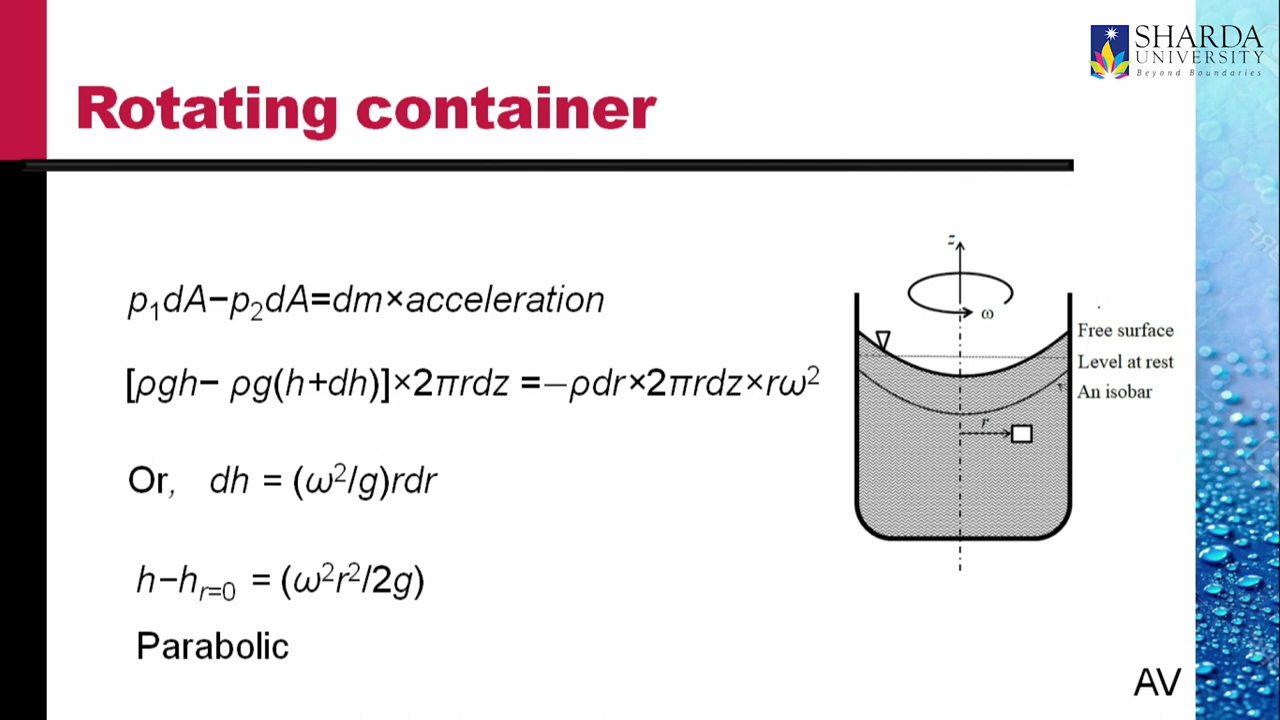 SHARDA
UNIVERSITY
Beyond Boundaries
Rotating container
p₁dA−p₂dA=dm×acceleration
[ρgh− ρg(h+dh)]×2πrdz =−ρdr×2πrdz×rω²
Or, dh = (ω²/g)rdr
h−hᵣ₌₀ = (ω²r²/2g)
Parabolic
z
ω
Free surface
Level at rest
An isobar
r
AV